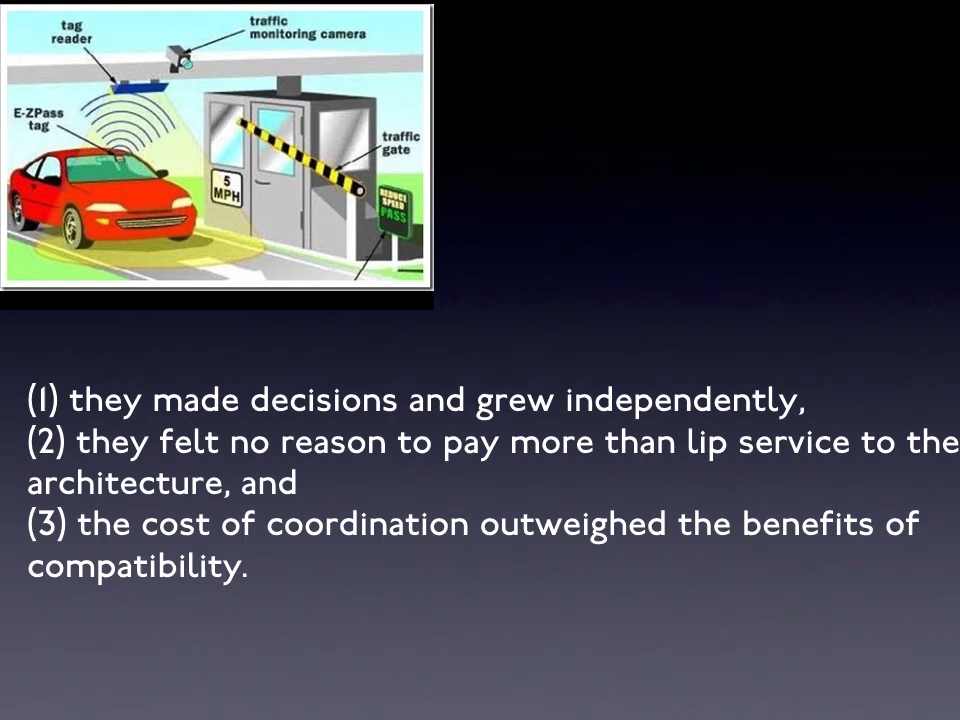 tag
reader
traffic
monitoring camera
E-ZPass
tag
traffic
gate
5
MPH
REDUCE
SPEED
PASS
(1) they made decisions and grew independently,
(2) they felt no reason to pay more than lip service to the
architecture, and
(3) the cost of coordination outweighed the benefits of
compatibility.